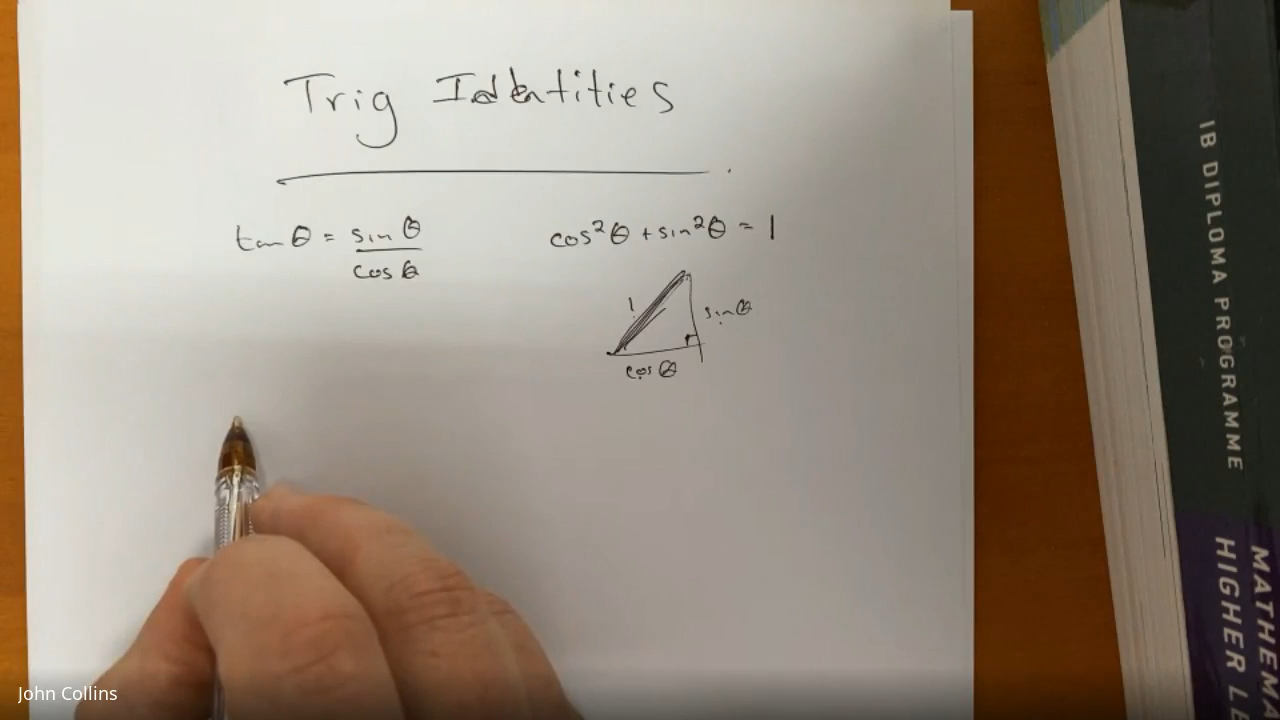 Trig Identities
tan θ = sin θ / cos θ
cos²θ + sin²θ = 1
1
sin θ
cos θ
IB DIPLOMA PROGRAMME
MATHEMA
HIGHER LE
John Collins